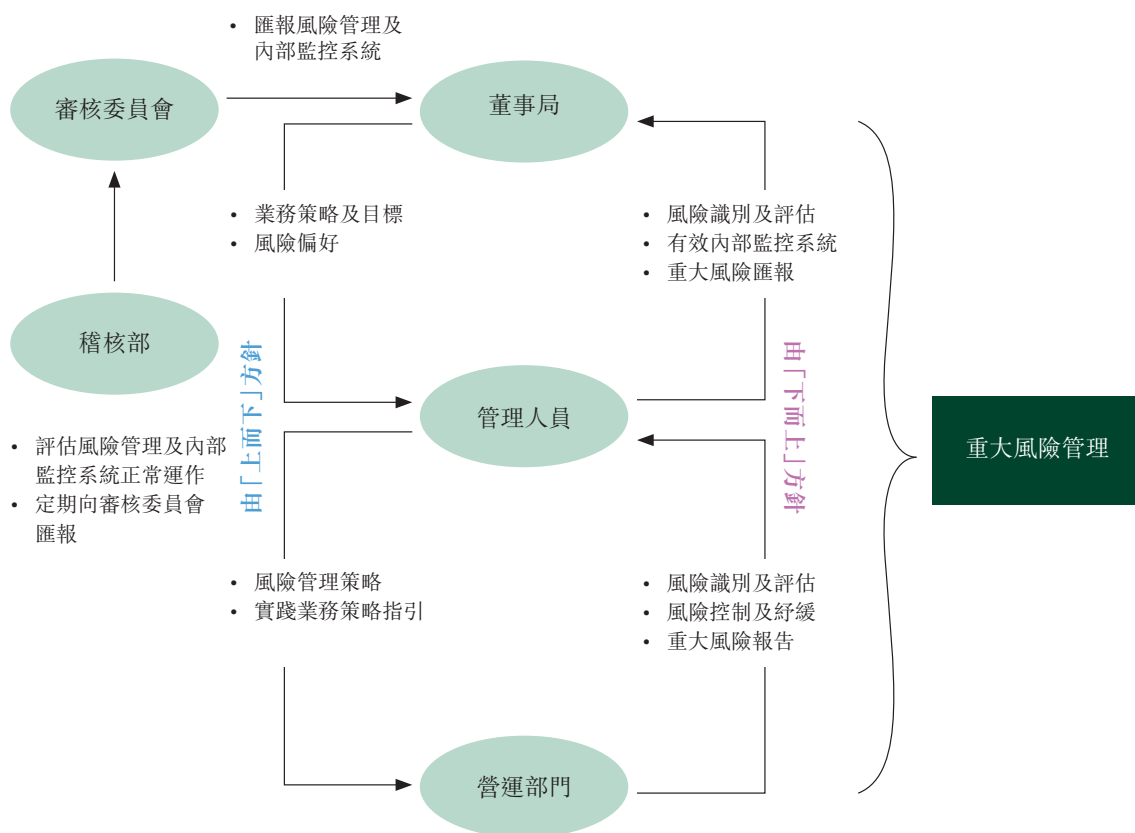 • 匯報風險管理及
內部監控系統
審核委員會
董事局
• 業務策略及目標
• 風險偏好
• 風險識別及評估
• 有效內部監控系統
• 重大風險匯報
稽核部
由「上而下」方針
由「下而上」方針
管理人員
• 評估風險管理及內部
監控系統正常運作
• 定期向審核委員會
匯報
重大風險管理
• 風險管理策略
• 實踐業務策略指引
• 風險識別及評估
• 風險控制及紓緩
• 重大風險報告
營運部門